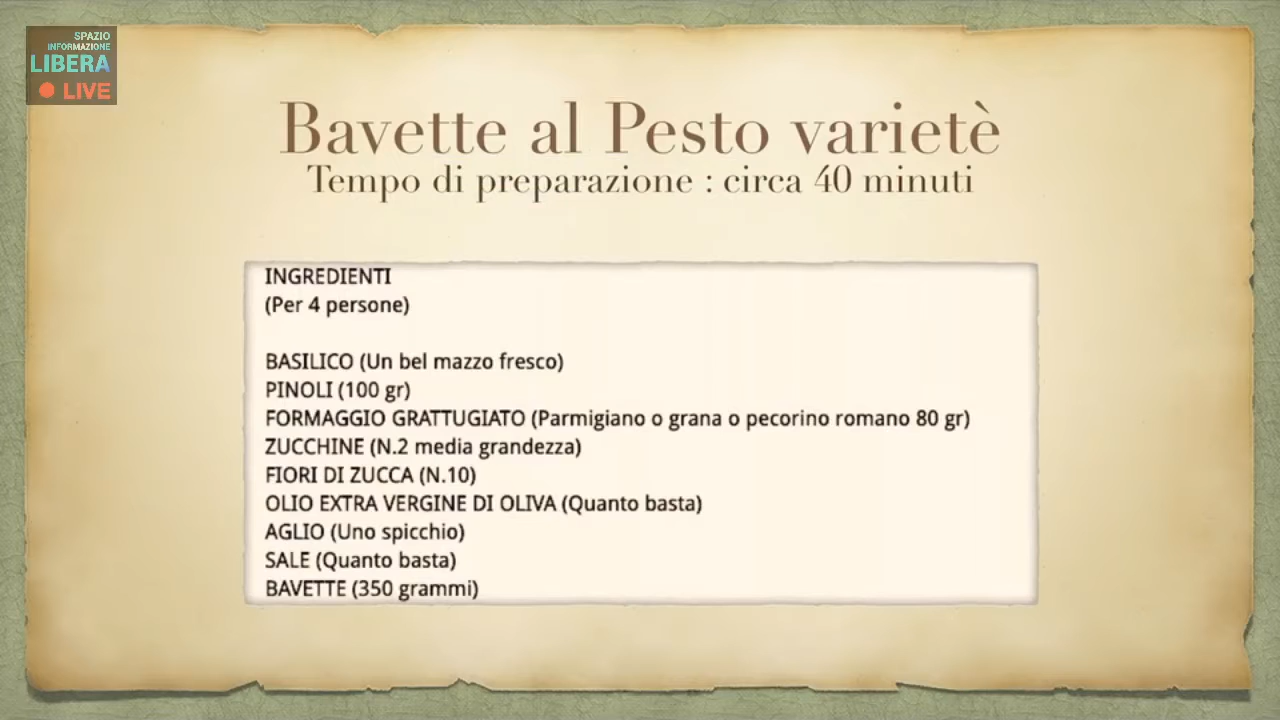 SPAZIO
INFORMAZIONE
LIBERA
LIVE
Bavette al Pesto varietè
Tempo di preparazione : circa 40 minuti
INGREDIENTI
(Per 4 persone)
BASILICO (Un bel mazzo fresco)
PINOLI (100 gr)
FORMAGGIO GRATTUGIATO (Parmigiano o grana o pecorino romano 80 gr)
ZUCCHINE (N.2 media grandezza)
FIORI DI ZUCCA (N.10)
OLIO EXTRA VERGINE DI OLIVA (Quanto basta)
AGLIO (Uno spicchio)
SALE (Quanto basta)
BAVETTE (350 grammi)